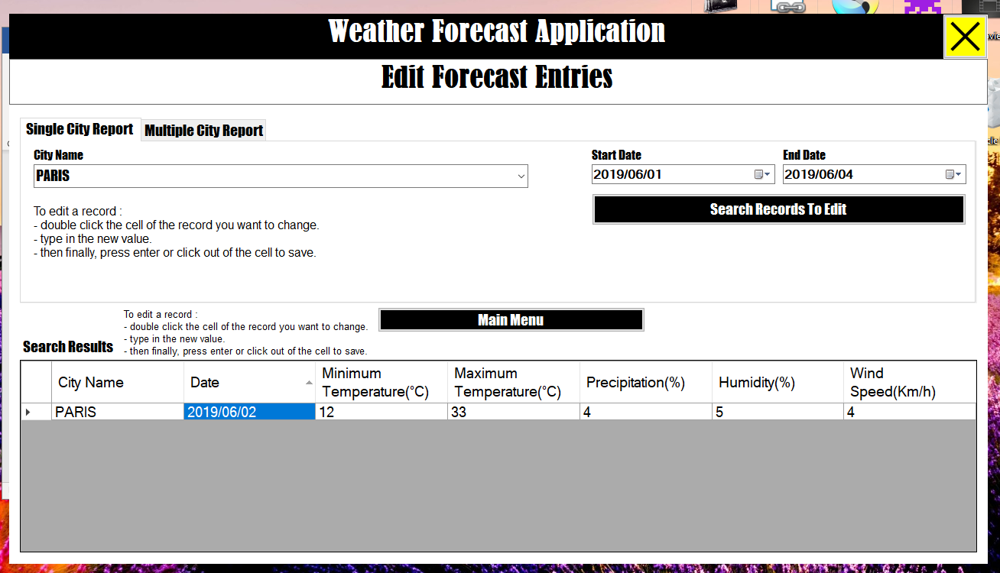 Weather Forecast Application
Edit Forecast Entries
Single City Report
Multiple City Report
City Name
Start Date
End Date
PARIS
2019/06/01
2019/06/04
Search Records To Edit
To edit a record :
- double click the cell of the record you want to change.
- type in the new value.
- then finally, press enter or click out of the cell to save.
To edit a record :
- double click the cell of the record you want to change.
- type in the new value.
- then finally, press enter or click out of the cell to save.
Main Menu
Search Results
City Name
Date
Minimum
Temperature(°C)
Maximum
Temperature(°C)
Precipitation(%)
Humidity(%)
Wind
Speed(Km/h)
PARIS 2019/06/02 12 33 4 5 4